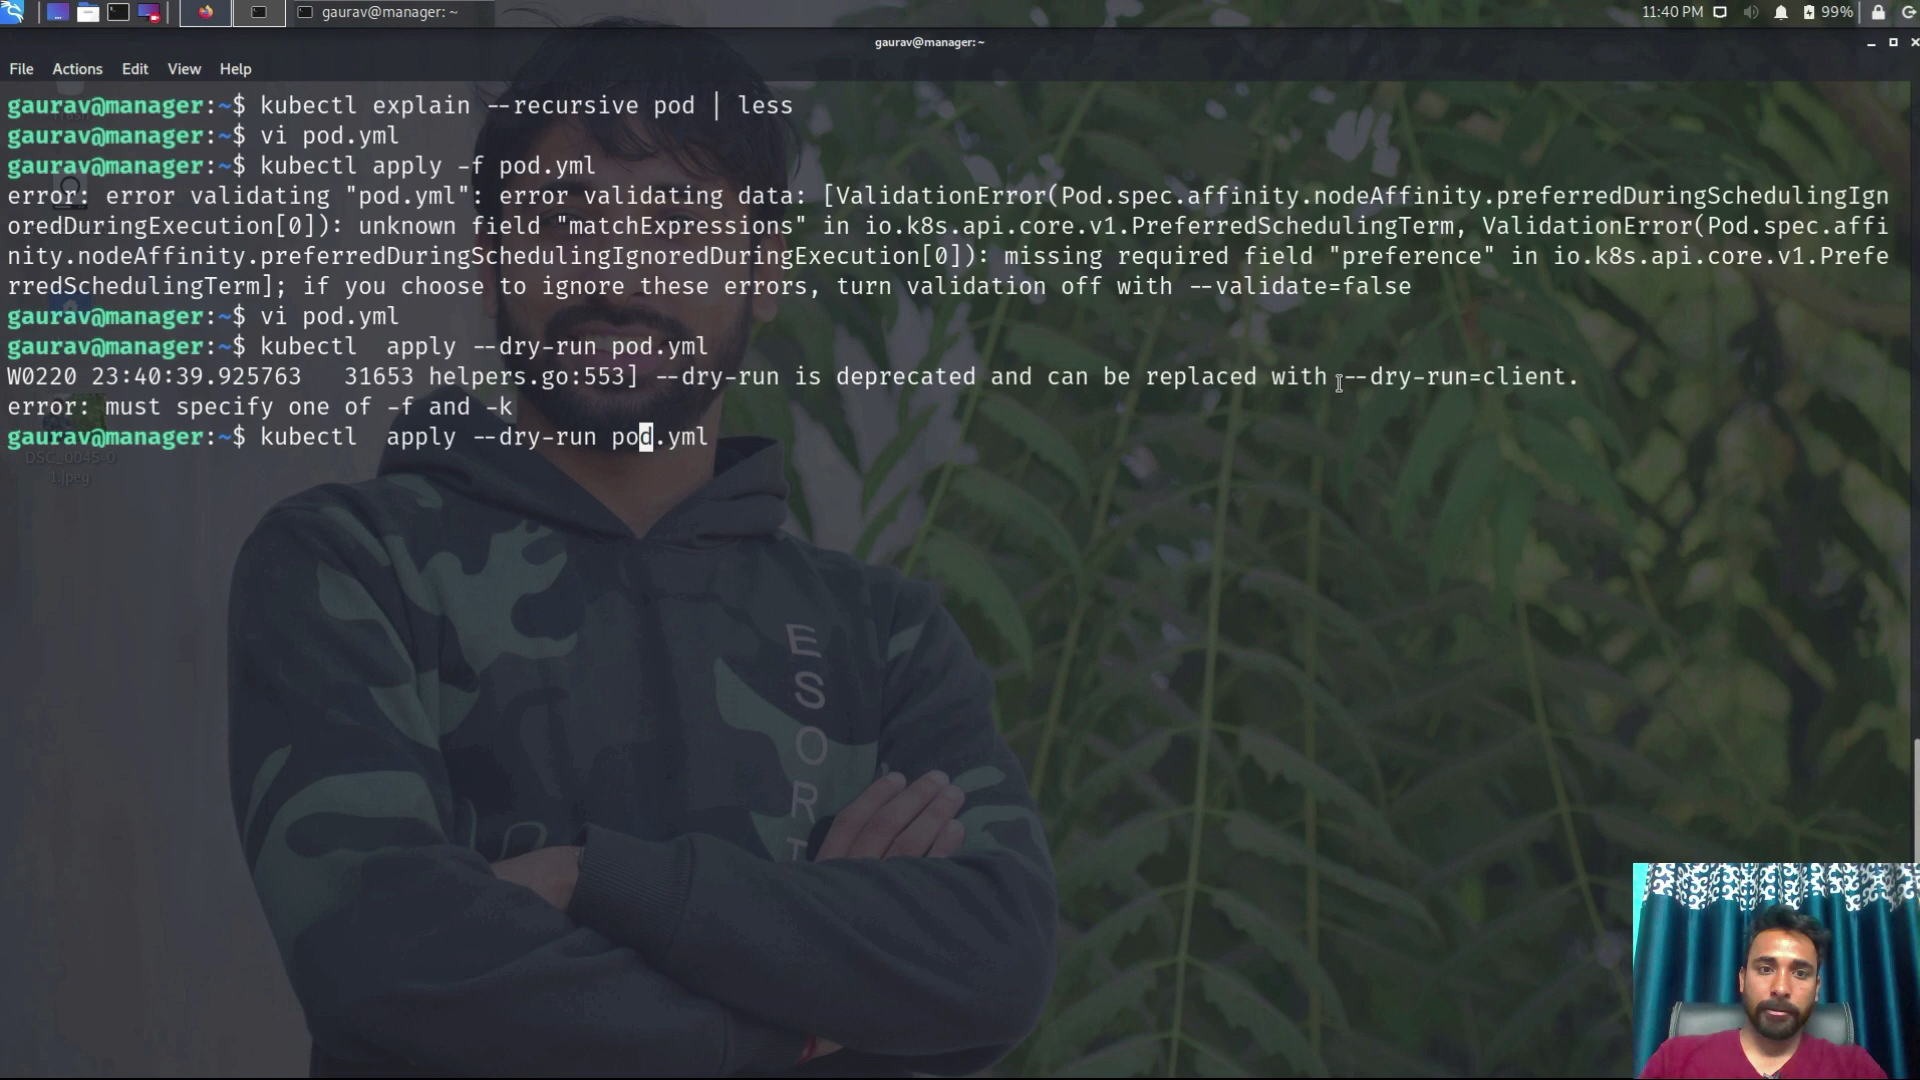 gaurav@manager: ~
11:40 PM
99%
gaurav@manager: ~
File Actions Edit View Help
gaurav@manager:~$ kubectl explain --recursive pod | less
gaurav@manager:~$ vi pod.yml
gaurav@manager:~$ kubectl apply -f pod.yml
error: error validating "pod.yml": error validating data: [ValidationError(Pod.spec.affinity.nodeAffinity.preferredDuringSchedulingIgn
oredDuringExecution[0]): unknown field "matchExpressions" in io.k8s.api.core.v1.PreferredSchedulingTerm, ValidationError(Pod.spec.affi
nity.nodeAffinity.preferredDuringSchedulingIgnoredDuringExecution[0]): missing required field "preference" in io.k8s.api.core.v1.Prefe
rredSchedulingTerm]; if you choose to ignore these errors, turn validation off with --validate=false
gaurav@manager:~$ vi pod.yml
gaurav@manager:~$ kubectl  apply --dry-run pod.yml
W0220 23:40:39.925763   31653 helpers.go:553] --dry-run is deprecated and can be replaced with --dry-run=client.
error: must specify one of -f and -k
gaurav@manager:~$ kubectl  apply --dry-run pod.yml
DSC_0045-0
1.jpeg
ESORT